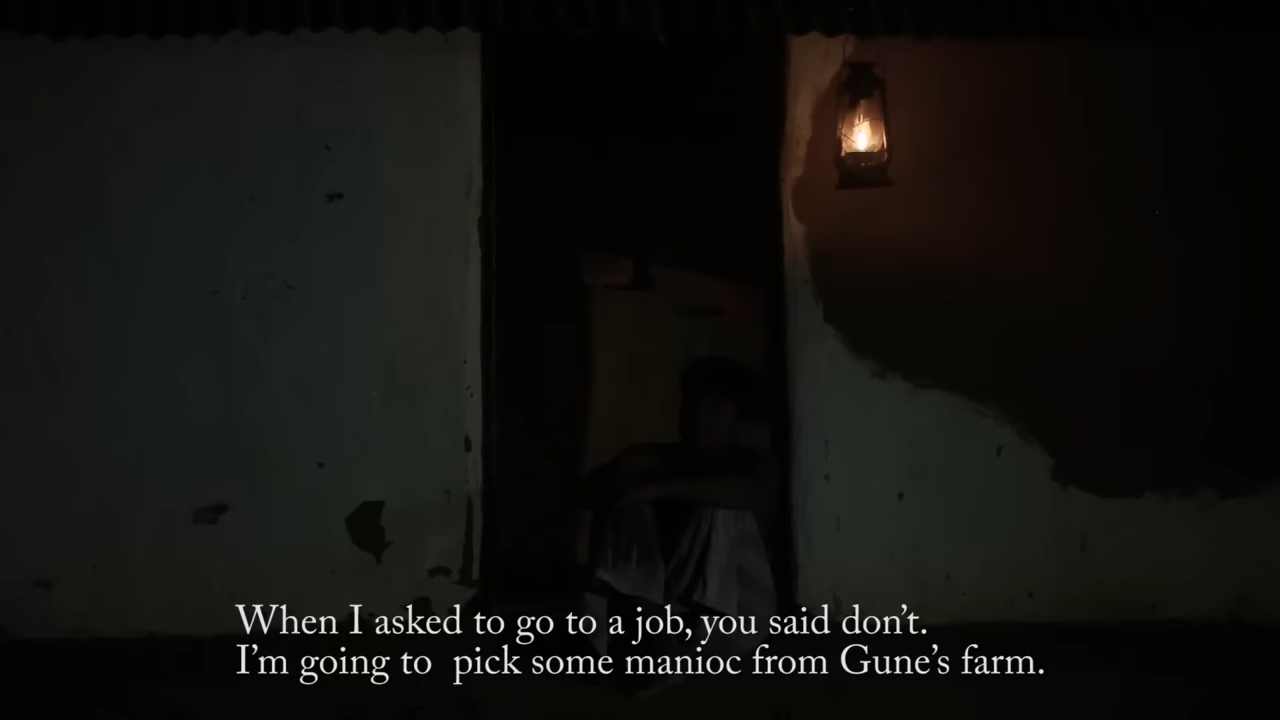 When I asked to go to a job, you said don't.
I'm going to  pick some manioc from Gune's farm.